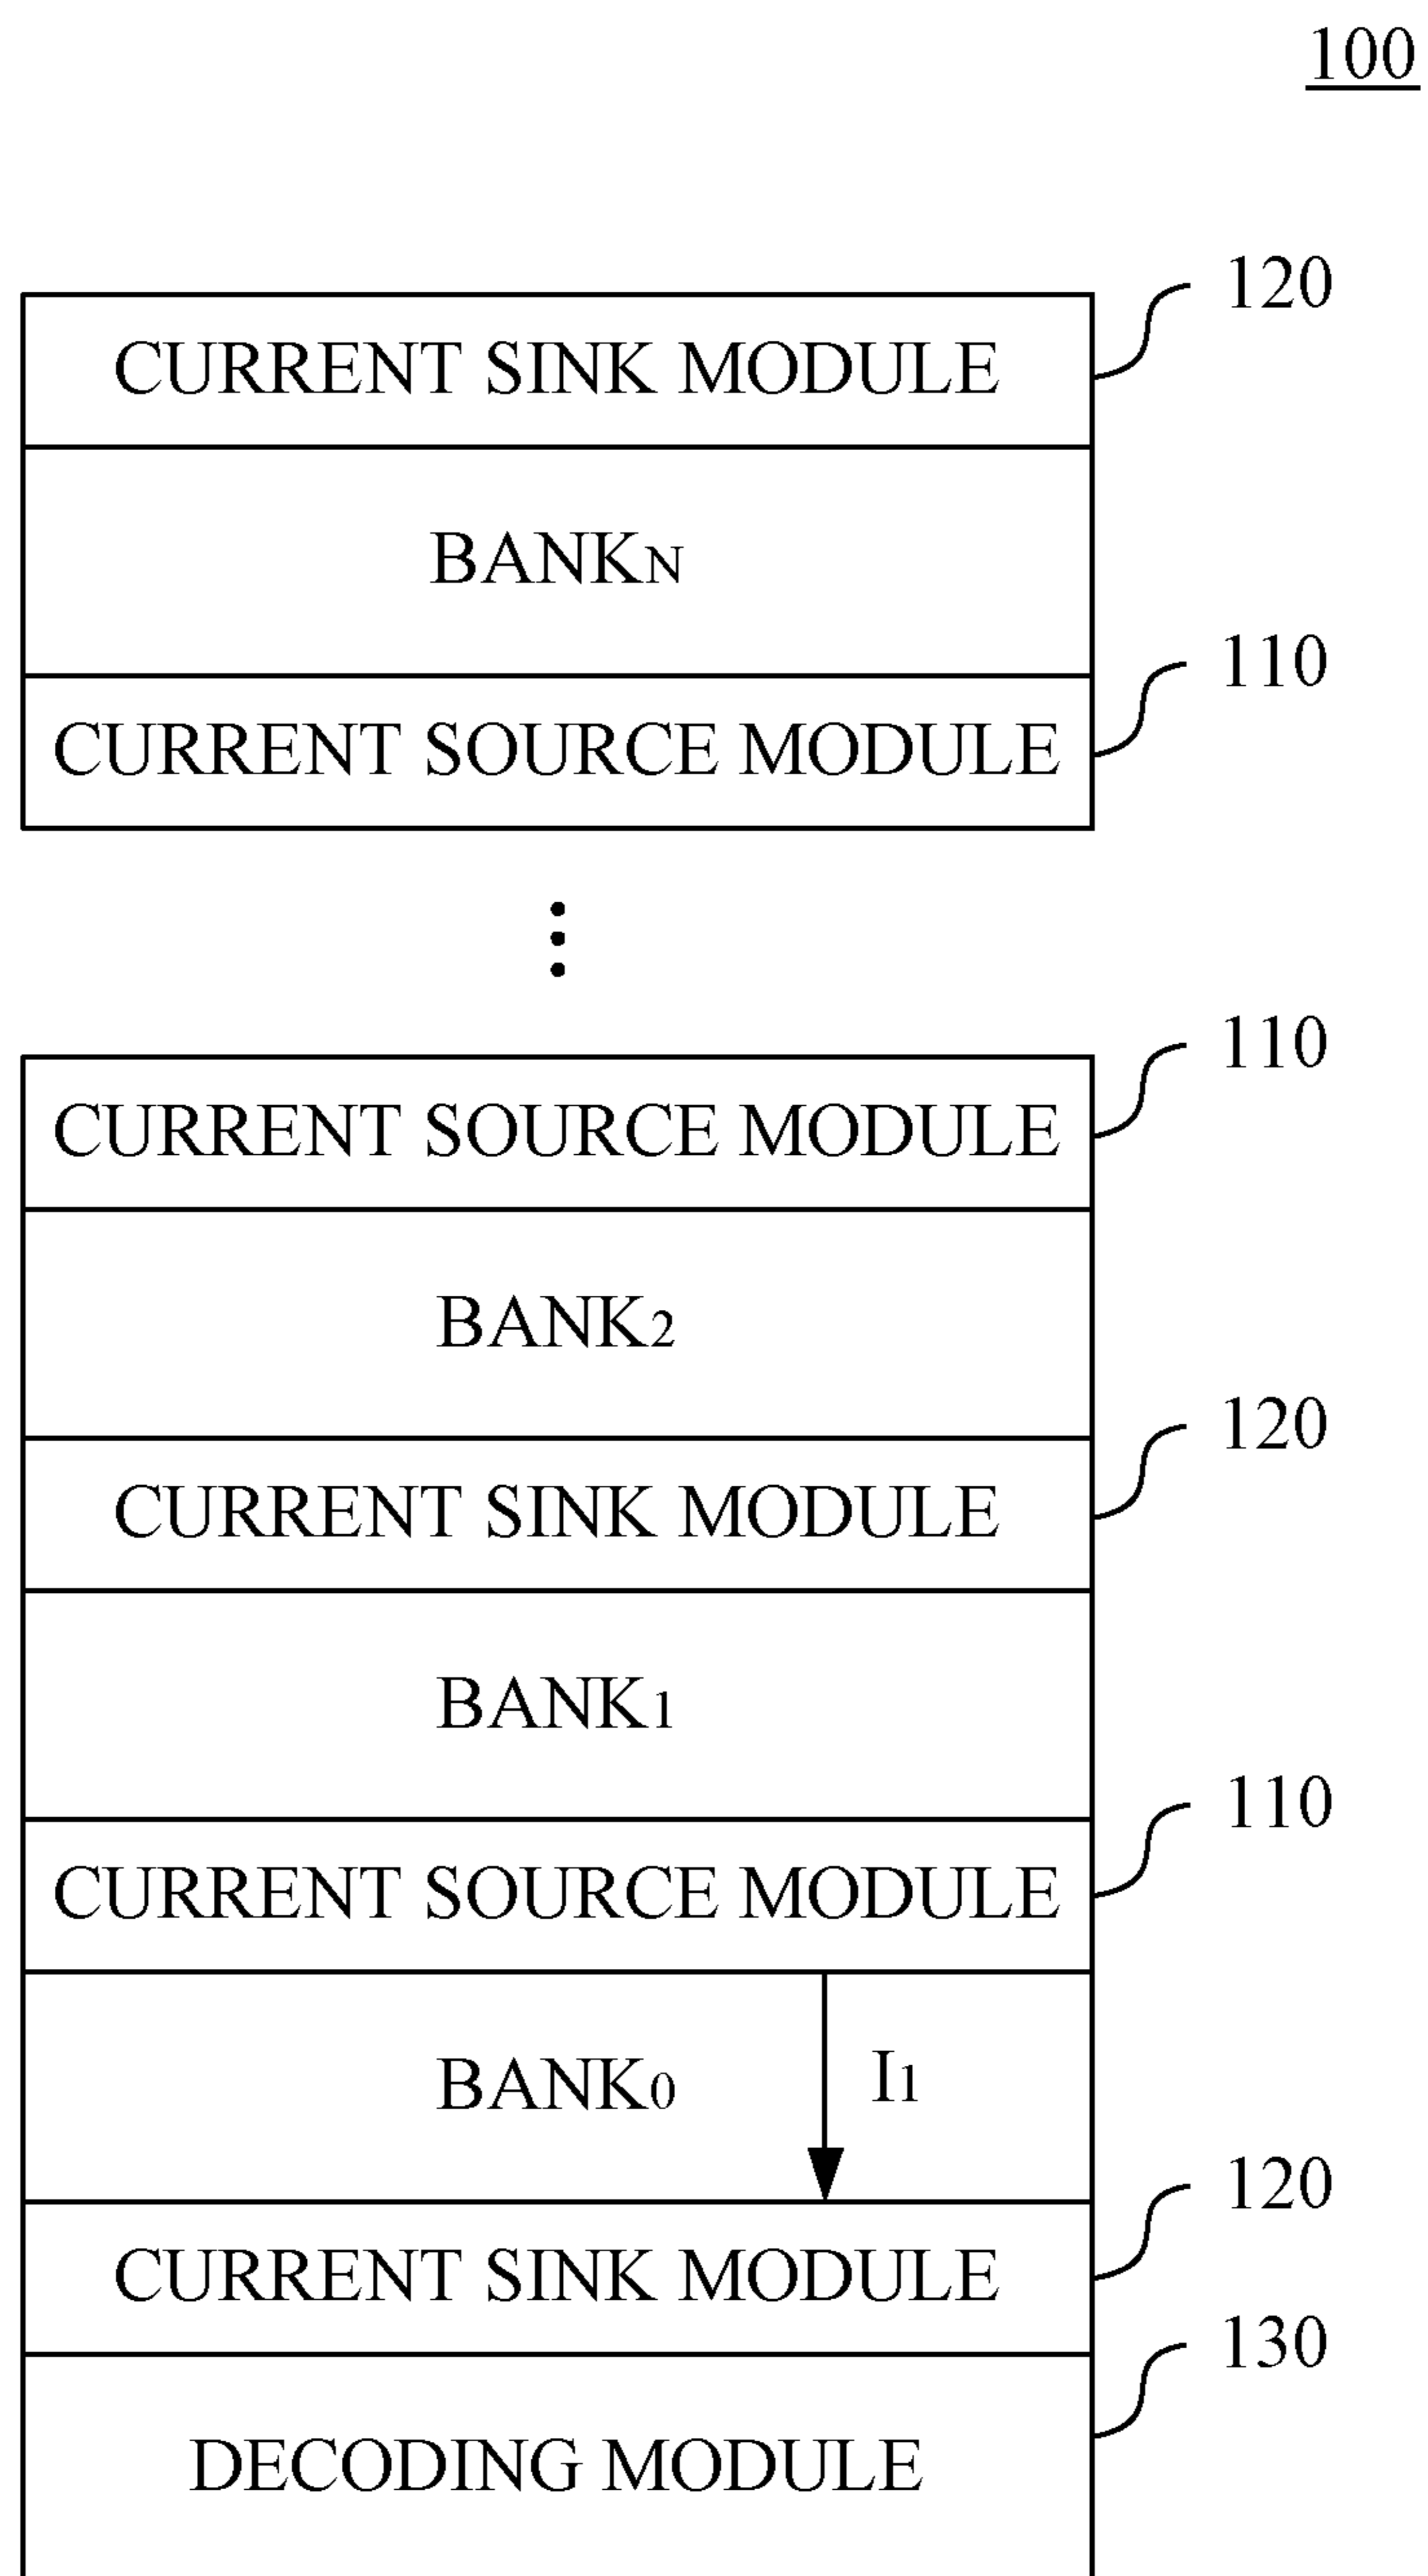 100
120
CURRENT SINK MODULE
BANKN
110
CURRENT SOURCE MODULE
110
CURRENT SOURCE MODULE
BANK2
120
CURRENT SINK MODULE
BANK1
110
CURRENT SOURCE MODULE
BANK0
I1
120
CURRENT SINK MODULE
130
DECODING MODULE